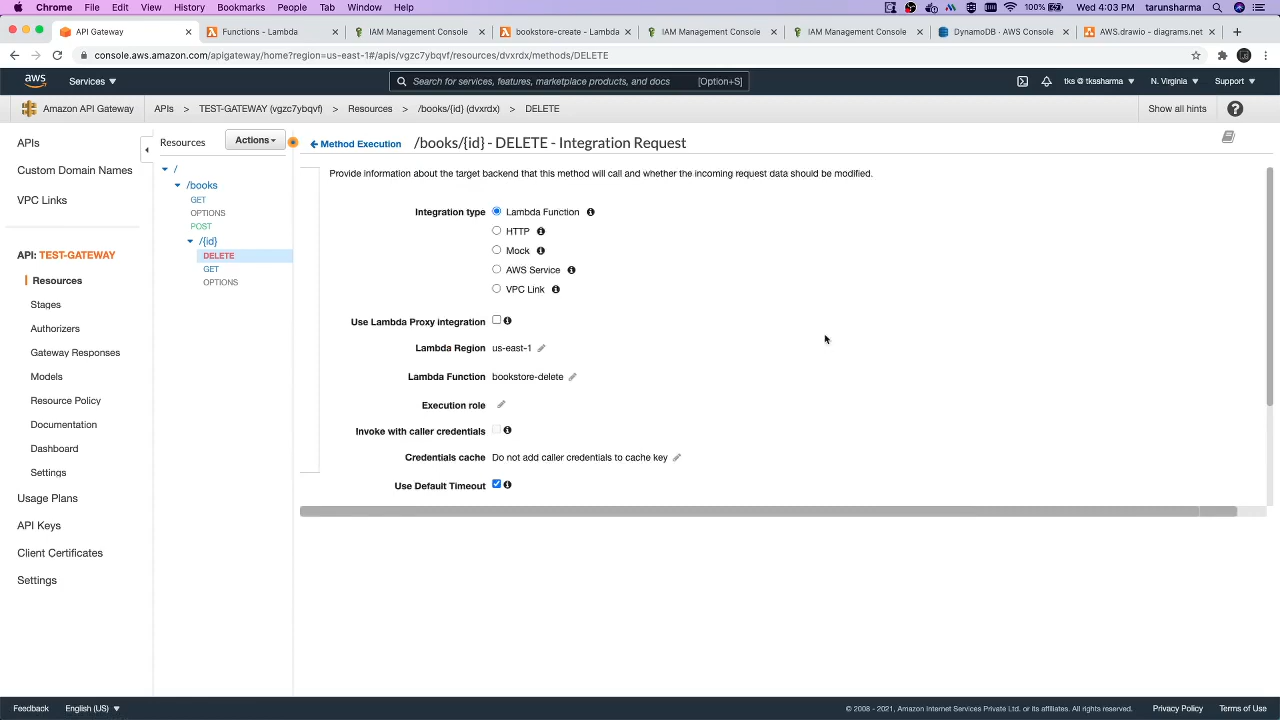 Chrome File Edit View History Bookmarks People Tab Window Help 100% Wed 4:03 PM tarunsharma
API Gateway Functions - Lambda IAM Management Console bookstore-create - Lambda IAM Management Console IAM Management Console DynamoDB · AWS Console AWS.drawio - diagrams.net
console.aws.amazon.com/apigateway/home?region=us-east-1#/apis/vgzc7ybqvf/resources/dvxrdx/methods/DELETE
aws Services Search for services, features, marketplace products, and docs [Option+S] tks @ tkssharma N. Virginia Support
Amazon API Gateway APIs > TEST-GATEWAY (vgzc7ybqvf) > Resources > /books/{id} (dvxrdx) > DELETE Show all hints ?
APIs
Custom Domain Names
VPC Links
API: TEST-GATEWAY
Resources
Stages
Authorizers
Gateway Responses
Models
Resource Policy
Documentation
Dashboard
Settings
Usage Plans
API Keys
Client Certificates
Settings
Resources Actions
/
/books
GET
OPTIONS
POST
/{id}
DELETE
GET
OPTIONS
Method Execution /books/{id} - DELETE - Integration Request
Provide information about the target backend that this method will call and whether the incoming request data should be modified.
Integration type Lambda Function
HTTP
Mock
AWS Service
VPC Link
Use Lambda Proxy integration
Lambda Region us-east-1
Lambda Function bookstore-delete
Execution role
Invoke with caller credentials
Credentials cache Do not add caller credentials to cache key
Use Default Timeout
Feedback English (US) © 2008 - 2021, Amazon Internet Services Private Ltd. or its affiliates. All rights reserved. Privacy Policy Terms of Use